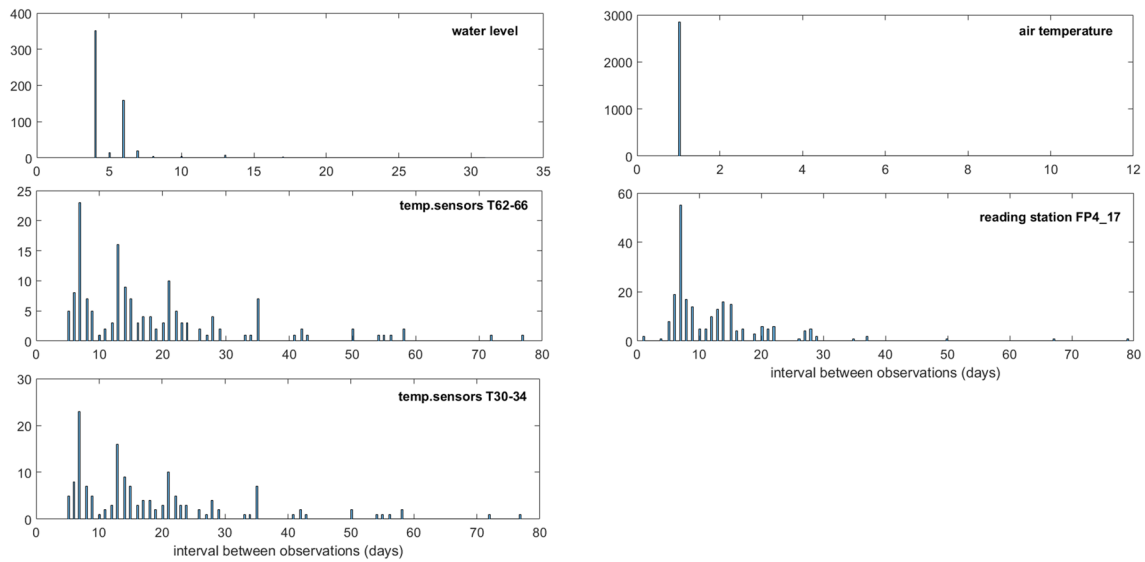 water level
400
300
200
100
0
0 5 10 15 20 25 30 35
air temperature
3000
2000
1000
0
0 2 4 6 8 10 12
temp.sensors T62-66
25
20
15
10
5
0
0 10 20 30 40 50 60 70 80
reading station FP4_17
60
40
20
0
0 10 20 30 40 50 60 70 80
interval between observations (days)
temp.sensors T30-34
30
20
10
0
0 10 20 30 40 50 60 70 80
interval between observations (days)